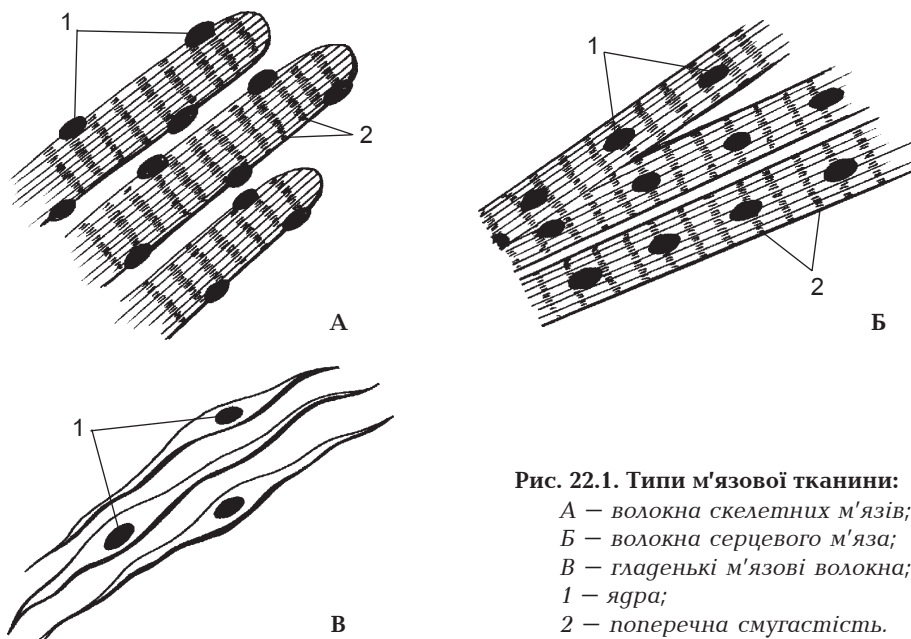 1
2
А
1
2
Б
1
В
Рис. 22.1. Типи м'язової тканини:
А — волокна скелетних м'язів;
Б — волокна серцевого м'яза;
В — гладенькі м'язові волокна;
1 — ядра;
2 — поперечна смугастість.